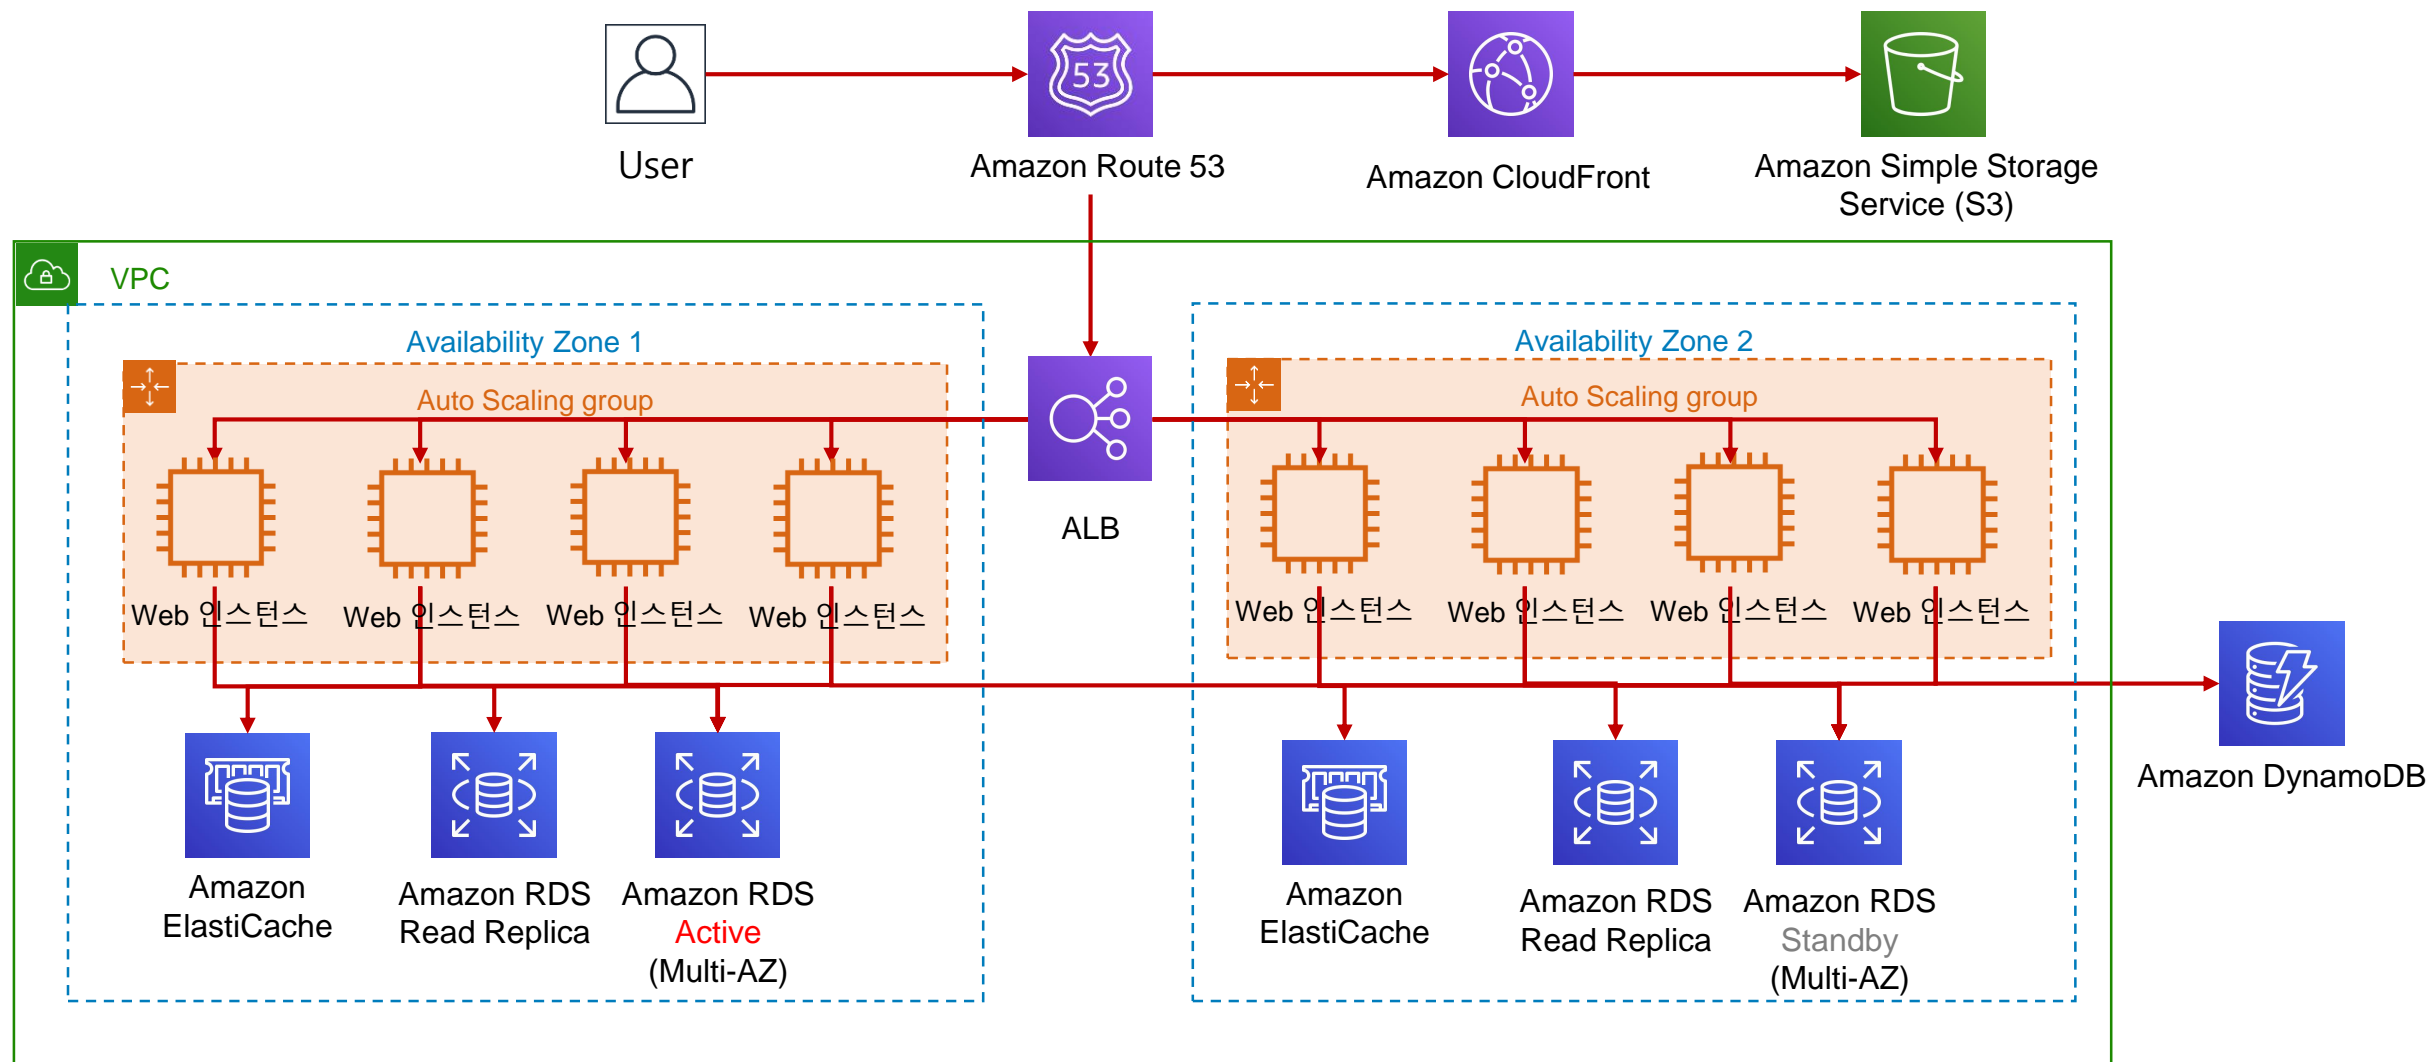 53
User
Amazon Route 53
Amazon CloudFront
Amazon Simple Storage
Service (S3)
VPC
Availability Zone 1
Auto Scaling group
Web 인스턴스
Web 인스턴스
Web 인스턴스
Web 인스턴스
ALB
Availability Zone 2
Auto Scaling group
Web 인스턴스
Web 인스턴스
Web 인스턴스
Web 인스턴스
Amazon
ElastiCache
Amazon RDS
Read Replica
Amazon RDS
Active
(Multi-AZ)
Amazon
ElastiCache
Amazon RDS
Read Replica
Amazon RDS
Standby
(Multi-AZ)
Amazon DynamoDB